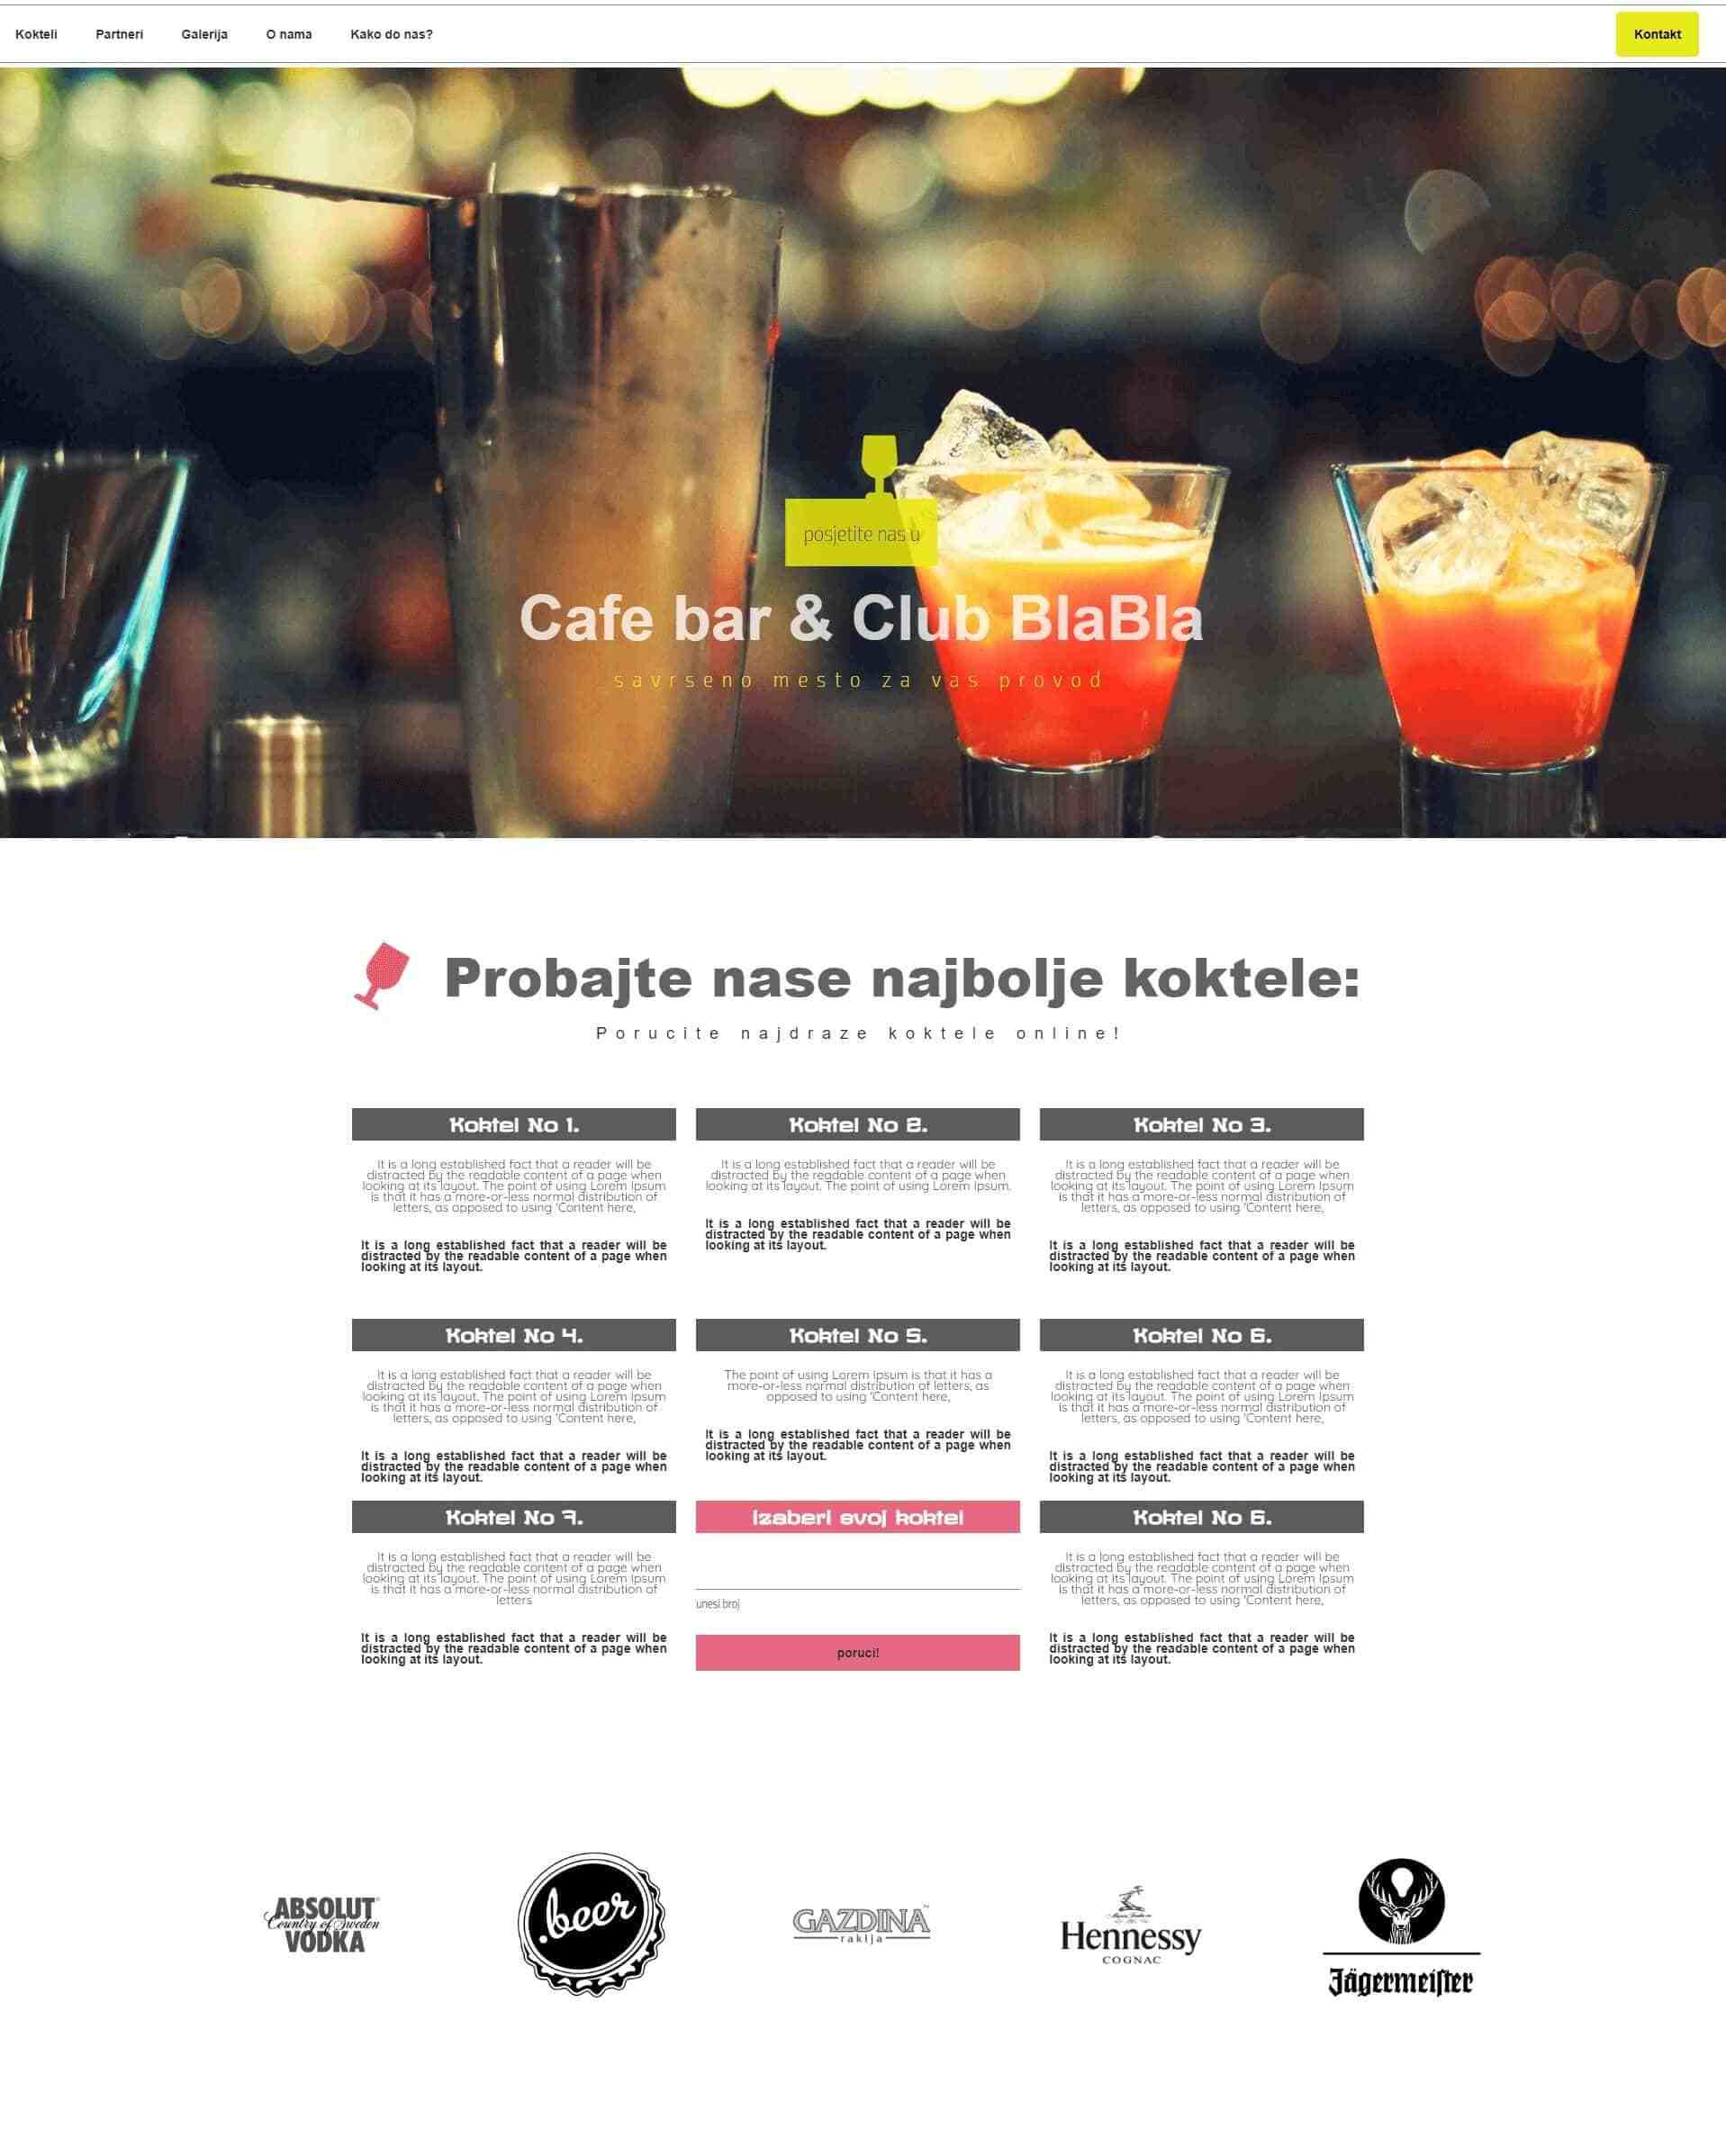 Kokteli
Partneri
Galerija
O nama
Kako do nas?
Kontakt
posjetite nas u
Cafe bar & Club BlaBla
savrseno mesto za vas provod
Probajte nase najbolje koktele:
Porucite najdraze koktele online!
Koktel No 1.
It is a long established fact that a reader will be
distracted by the readable content of a page when
looking at its layout. The point of using Lorem Ipsum
is that it has a more-or-less normal distribution of
letters, as opposed to using 'Content here,
It is a long established fact that a reader will be
distracted by the readable content of a page when
looking at its layout.
Koktel No 2.
It is a long established fact that a reader will be
distracted by the readable content of a page when
looking at its layout. The point of using Lorem Ipsum.
It is a long established fact that a reader will be
distracted by the readable content of a page when
looking at its layout.
Koktel No 3.
It is a long established fact that a reader will be
distracted by the readable content of a page when
looking at its layout. The point of using Lorem Ipsum
is that it has a more-or-less normal distribution of
letters, as opposed to using 'Content here,
It is a long established fact that a reader will be
distracted by the readable content of a page when
looking at its layout.
Koktel No 4.
It is a long established fact that a reader will be
distracted by the readable content of a page when
looking at its layout. The point of using Lorem Ipsum
is that it has a more-or-less normal distribution of
letters, as opposed to using 'Content here,
It is a long established fact that a reader will be
distracted by the readable content of a page when
looking at its layout.
Koktel No 5.
The point of using Lorem Ipsum is that it has a
more-or-less normal distribution of letters, as
opposed to using 'Content here,
It is a long established fact that a reader will be
distracted by the readable content of a page when
looking at its layout.
Koktel No 6.
It is a long established fact that a reader will be
distracted by the readable content of a page when
looking at its layout. The point of using Lorem Ipsum
is that it has a more-or-less normal distribution of
letters, as opposed to using 'Content here,
It is a long established fact that a reader will be
distracted by the readable content of a page when
looking at its layout.
Koktel No 7.
It is a long established fact that a reader will be
distracted by the readable content of a page when
looking at its layout. The point of using Lorem Ipsum
is that it has a more-or-less normal distribution of
letters
It is a long established fact that a reader will be
distracted by the readable content of a page when
looking at its layout.
Izaberi svoj koktel
unesi broj
poruci!
Koktel No 6.
It is a long established fact that a reader will be
distracted by the readable content of a page when
looking at its layout. The point of using Lorem Ipsum
is that it has a more-or-less normal distribution of
letters, as opposed to using 'Content here,
It is a long established fact that a reader will be
distracted by the readable content of a page when
looking at its layout.
ABSOLUT
Country of Sweden
VODKA
.beer
GAZDINA
rakija
Hennessy
COGNAC
Jägermeister